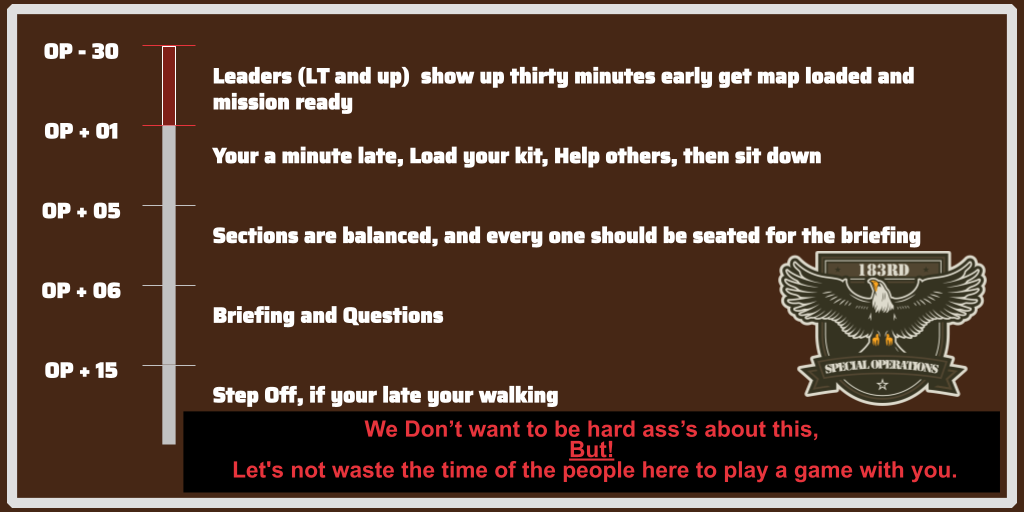 OP - 30
Leaders (LT and up)  show up thirty minutes early get map loaded and
mission ready
OP + 01
Your a minute late, Load your kit, Help others, then sit down
OP + 05
Sections are balanced, and every one should be seated for the briefing
OP + 06
Briefing and Questions
OP + 15
Step Off, if your late your walking
183RD
SPECIAL OPERATIONS
We Don’t want to be hard ass’s about this,
But!
Let's not waste the time of the people here to play a game with you.